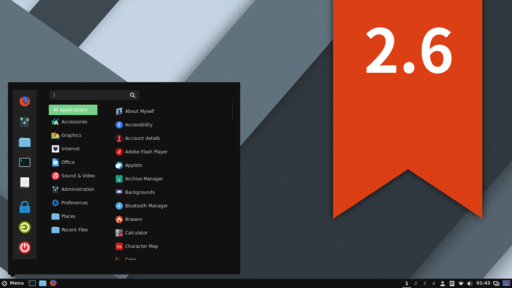 2.6
All Applications
Accessories
Graphics
Internet
Office
Sound & Video
Administration
Preferences
Places
Recent Files
About Myself
Accessibility
Account details
Adobe Flash Player
Applets
Archive Manager
Backgrounds
Bluetooth Manager
Brasero
Calculator
Character Map
Color
Menu
1 2 3 4
01:43